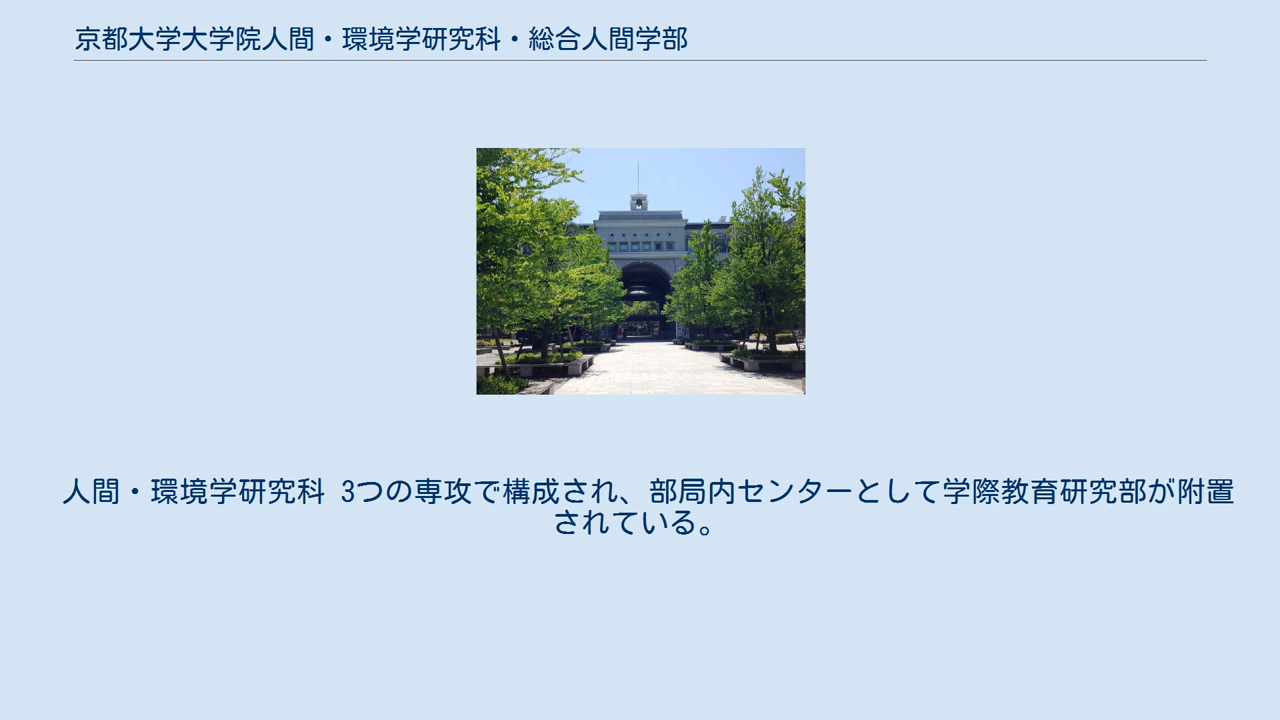 京都大学大学院人間・環境学研究科・総合人間学部
人間・環境学研究科 3つの専攻で構成され、部局内センターとして学際教育研究部が附置
されている。